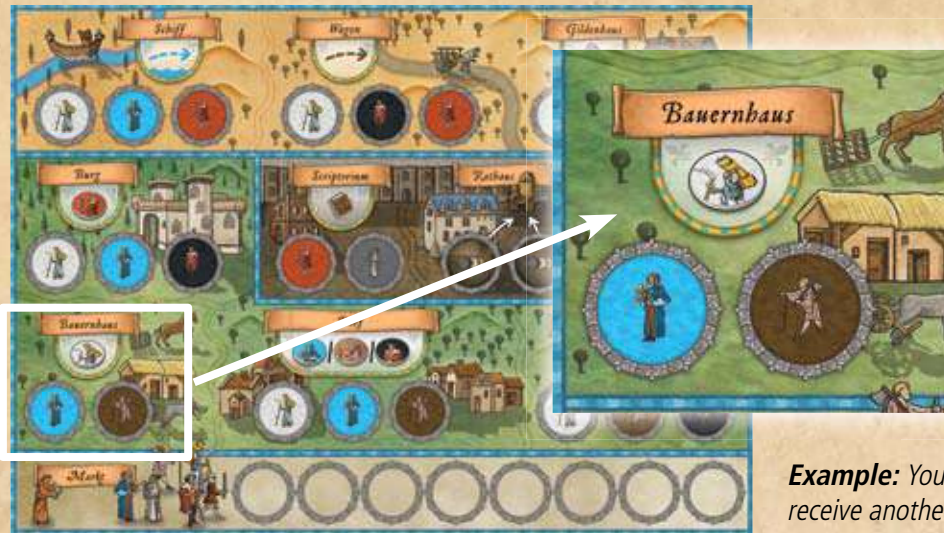 Schiff
Wagen
Gildenhaus
Burg
Scriptorium
Rathaus
Bauernhaus
Markt
Bauernhaus
Example: You
receive anothe